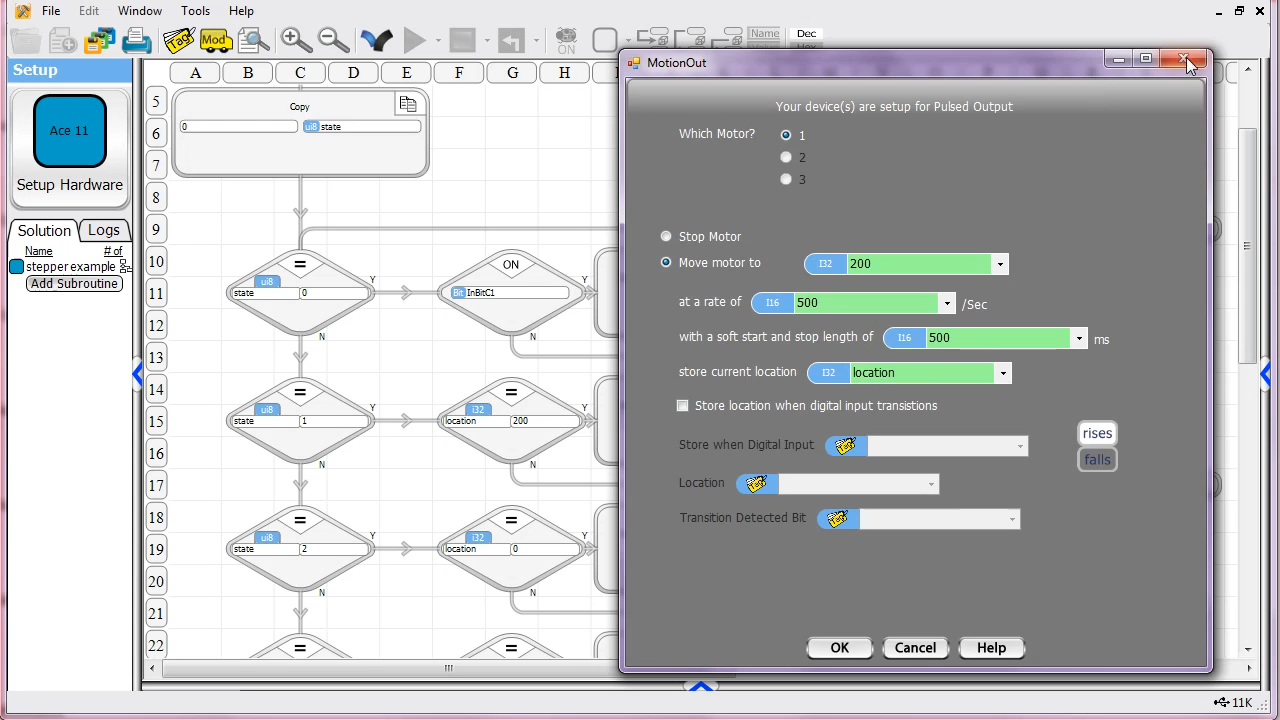 File Edit Window Tools Help
Tag Mod ON Name Dec
Setup
Ace 11
Setup Hardware
Solution Logs
Name # of
stepper example
Add Subroutine
A B C D E F G H
5
6
7
8
9
10
11
12
13
14
15
16
17
18
19
20
21
22
Copy
0 ui8 state
=
ui8
state 0
Y
N
ON
Bit InBitC1
Y
N
=
ui8
state 1
Y
N
=
i32
location 200
Y
N
=
ui8
state 2
Y
N
=
i32
location 0
Y
N
=
=
MotionOut
Your device(s) are setup for Pulsed Output
Which Motor? 1
2
3
Stop Motor
Move motor to I32 200
at a rate of I16 500 /Sec
with a soft start and stop length of I16 500 ms
store current location I32 location
Store location when digital input transistions
Store when Digital Input
rises
falls
Location
Transition Detected Bit
OK Cancel Help
11K